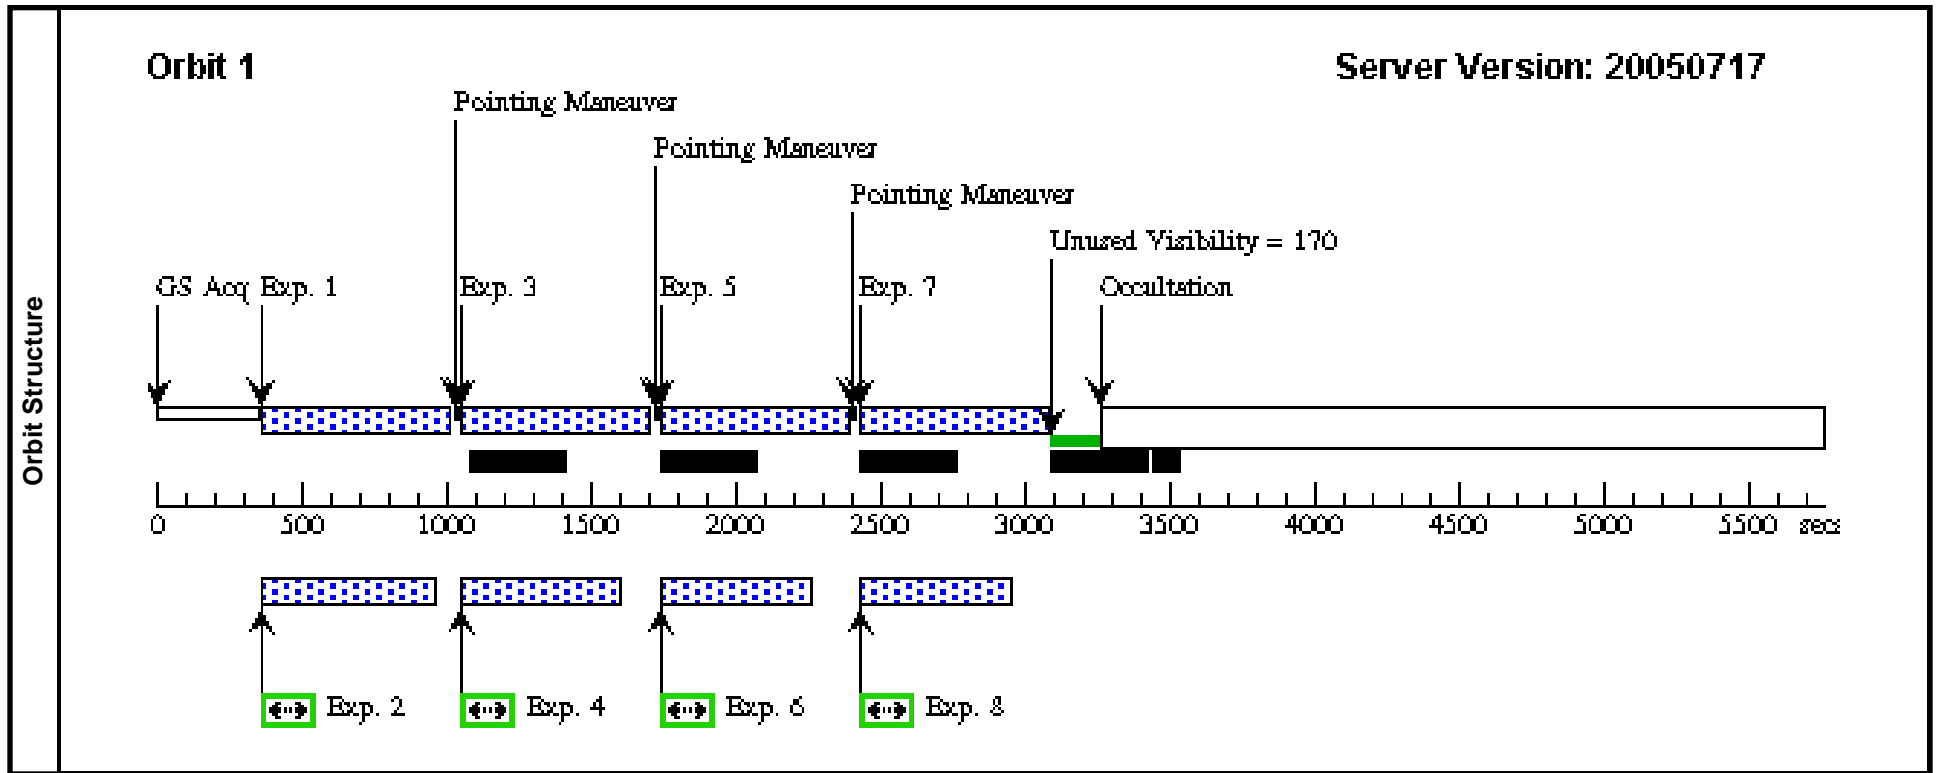 Orbit Structure
Orbit 1
Server Version: 20050717
Pointing Maneuver
Pointing Maneuver
Pointing Maneuver
Unused Visibility = 170
GS Acq
Exp. 1
Exp. 3
Exp. 5
Exp. 7
Occultation
0 500 1000 1500 2000 2500 3000 3500 4000 4500 5000 5500 secs
Exp. 2
Exp. 4
Exp. 6
Exp. 8